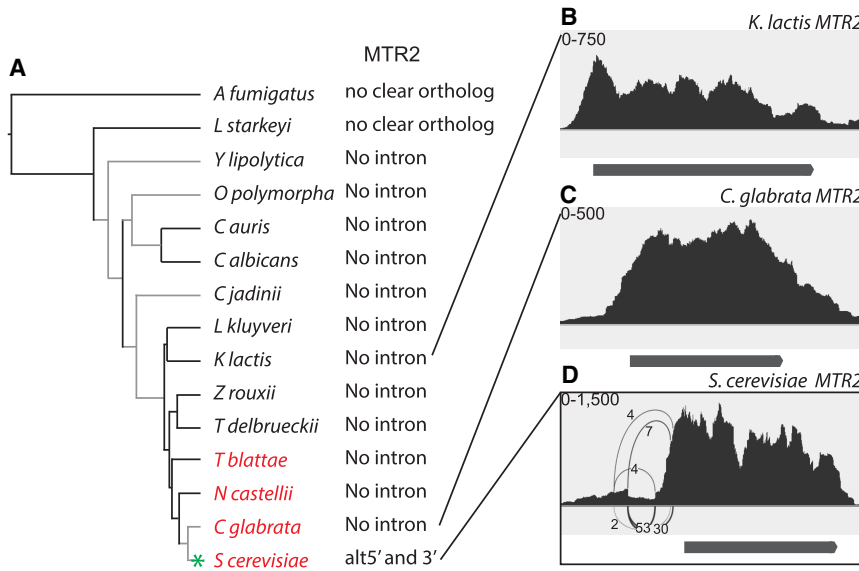 A
MTR2
A fumigatus no clear ortholog
L starkeyi no clear ortholog
Y lipolytica No intron
O polymorpha No intron
C auris No intron
C albicans No intron
C jadinii No intron
L kluyveri No intron
K lactis No intron
Z rouxii No intron
T delbrueckii No intron
T blattae No intron
N castellii No intron
C glabrata No intron
* S cerevisiae alt5' and 3'
B
K. lactis MTR2
0-750
C
C. glabrata MTR2
0-500
D
S. cerevisiae MTR2
0-1,500
4
7
4
2 53 30